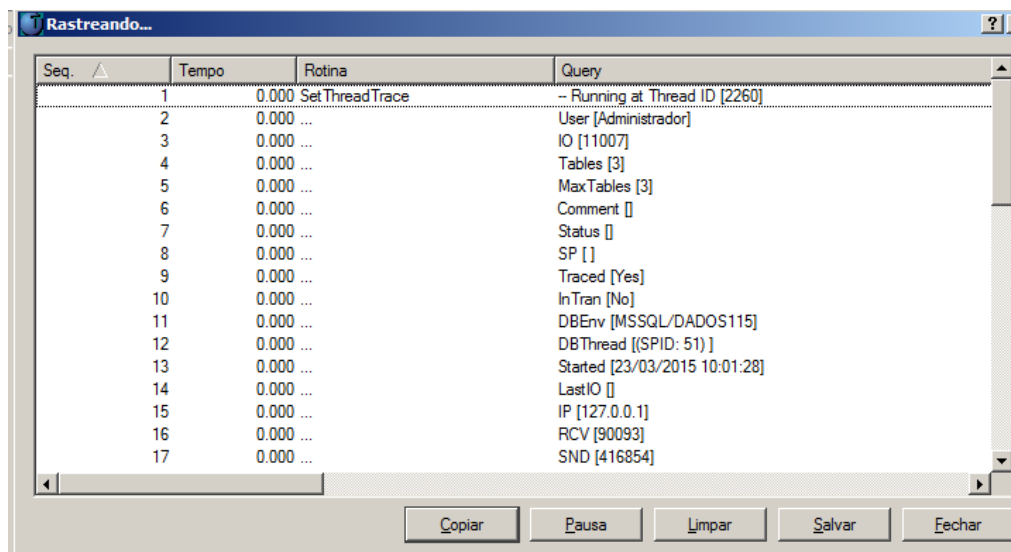 Rastreando...
Seq. Tempo Rotina Query
1 0.000 SetThreadTrace -- Running at Thread ID [2260]
2 0.000 ... User [Administrador]
3 0.000 ... IO [11007]
4 0.000 ... Tables [3]
5 0.000 ... MaxTables [3]
6 0.000 ... Comment []
7 0.000 ... Status []
8 0.000 ... SP [ ]
9 0.000 ... Traced [Yes]
10 0.000 ... InTran [No]
11 0.000 ... DBEnv [MSSQL/DADOS115]
12 0.000 ... DBThread [(SPID: 51) ]
13 0.000 ... Started [23/03/2015 10:01:28]
14 0.000 ... LastIO []
15 0.000 ... IP [127.0.0.1]
16 0.000 ... RCV [90093]
17 0.000 ... SND [416854]
Copiar Pausa Limpar Salvar Fechar